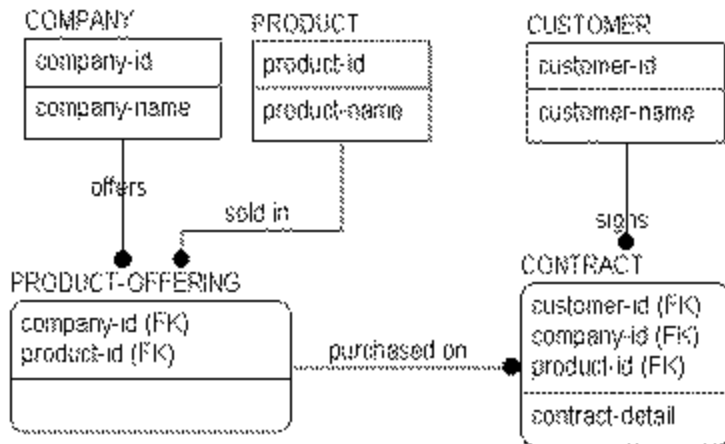 COMPANY
company-id
company-name
PRODUCT
product-id
product-name
CUSTOMER
customer-id
customer-name
offers
sold in
signs
PRODUCT-OFFERING
company-id (FK)
product-id (FK)
purchased on
CONTRACT
customer-id (FK)
company-id (FK)
product-id (FK)
contract-detail